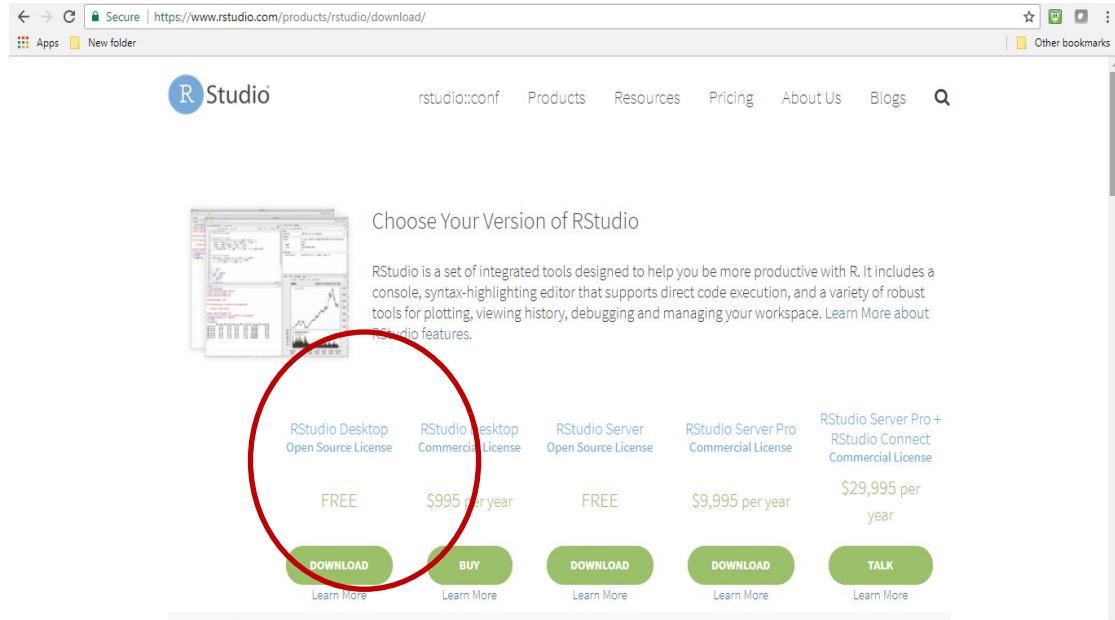 Secure | https://www.rstudio.com/products/rstudio/download/
Apps New folder Other bookmarks
R Studio
rstudio::conf Products Resources Pricing About Us Blogs
Choose Your Version of RStudio
RStudio is a set of integrated tools designed to help you be more productive with R. It includes a
console, syntax-highlighting editor that supports direct code execution, and a variety of robust
tools for plotting, viewing history, debugging and managing your workspace. Learn More about
RStudio features.
RStudio Desktop
Open Source License
FREE
DOWNLOAD
Learn More
RStudio Desktop
Commercial License
$995 per year
BUY
Learn More
RStudio Server
Open Source License
FREE
DOWNLOAD
Learn More
RStudio Server Pro
Commercial License
$9,995 per year
DOWNLOAD
Learn More
RStudio Server Pro +
RStudio Connect
Commercial License
$29,995 per
year
TALK
Learn More